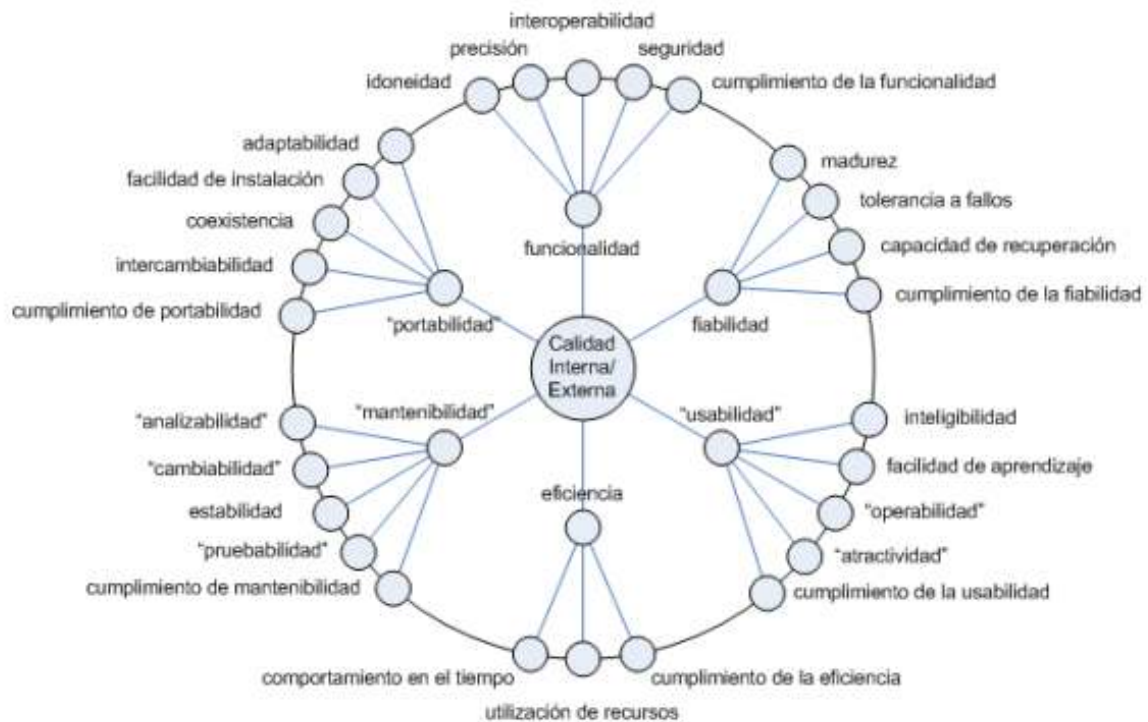 interoperabilidad
precisión
seguridad
idoneidad
cumplimiento de la funcionalidad
adaptabilidad
madurez
facilidad de instalación
tolerancia a fallos
coexistencia
capacidad de recuperación
funcionalidad
intercambiabilidad
cumplimiento de la fiabilidad
cumplimiento de portabilidad
"portabilidad"
fiabilidad
Calidad
Interna/
Externa
"mantenibilidad"
"usabilidad"
"analizabilidad"
inteligibilidad
"cambiabilidad"
facilidad de aprendizaje
eficiencia
estabilidad
"operabilidad"
"pruebabilidad"
"atractividad"
cumplimiento de mantenibilidad
cumplimiento de la usabilidad
comportamiento en el tiempo
cumplimiento de la eficiencia
utilización de recursos